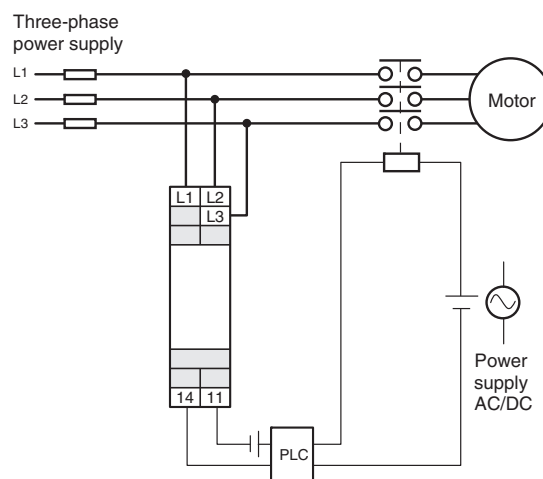 Three-phase
power supply
L1
L2
L3
Motor
L1 L2
L3
14 11
PLC
Power
supply
AC/DC